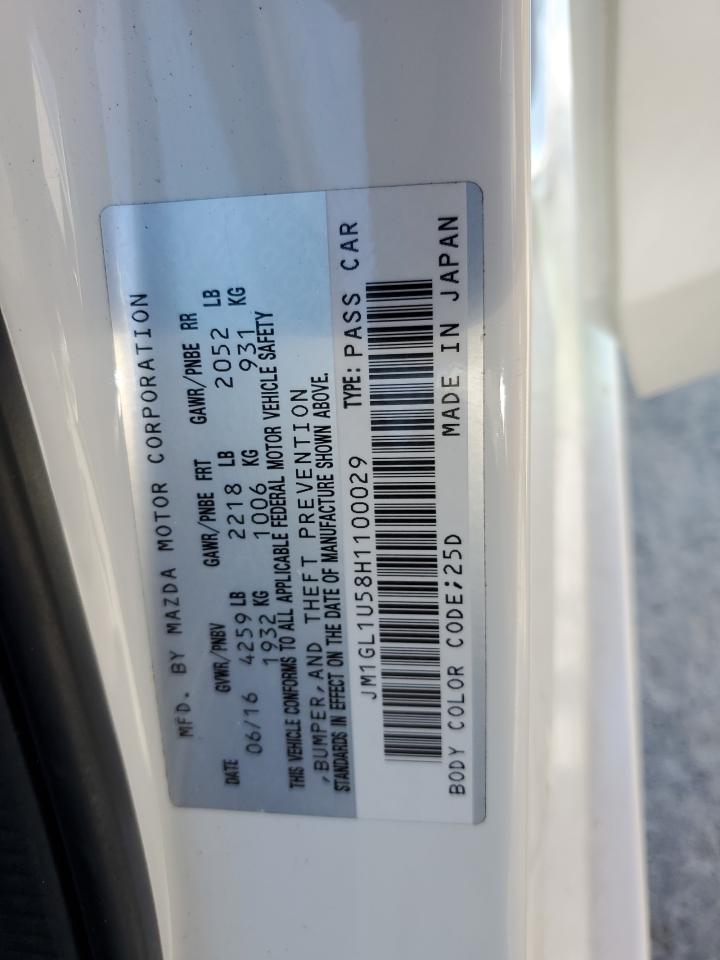 MFD. BY MAZDA MOTOR CORPORATION
DATE GVWR/PNBV GAWR/PNBE FRT GAWR/PNBE RR
06/16 4259 LB 2218 LB 2052 LB
1932 KG 1006 KG 931 KG
THIS VEHICLE CONFORMS TO ALL APPLICABLE FEDERAL MOTOR VEHICLE SAFETY
,BUMPER,AND THEFT PREVENTION
STANDARDS IN EFFECT ON THE DATE OF MANUFACTURE SHOWN ABOVE.
JM1GL1U58H1100029 TYPE: PASS CAR
BODY COLOR CODE;25D MADE IN JAPAN